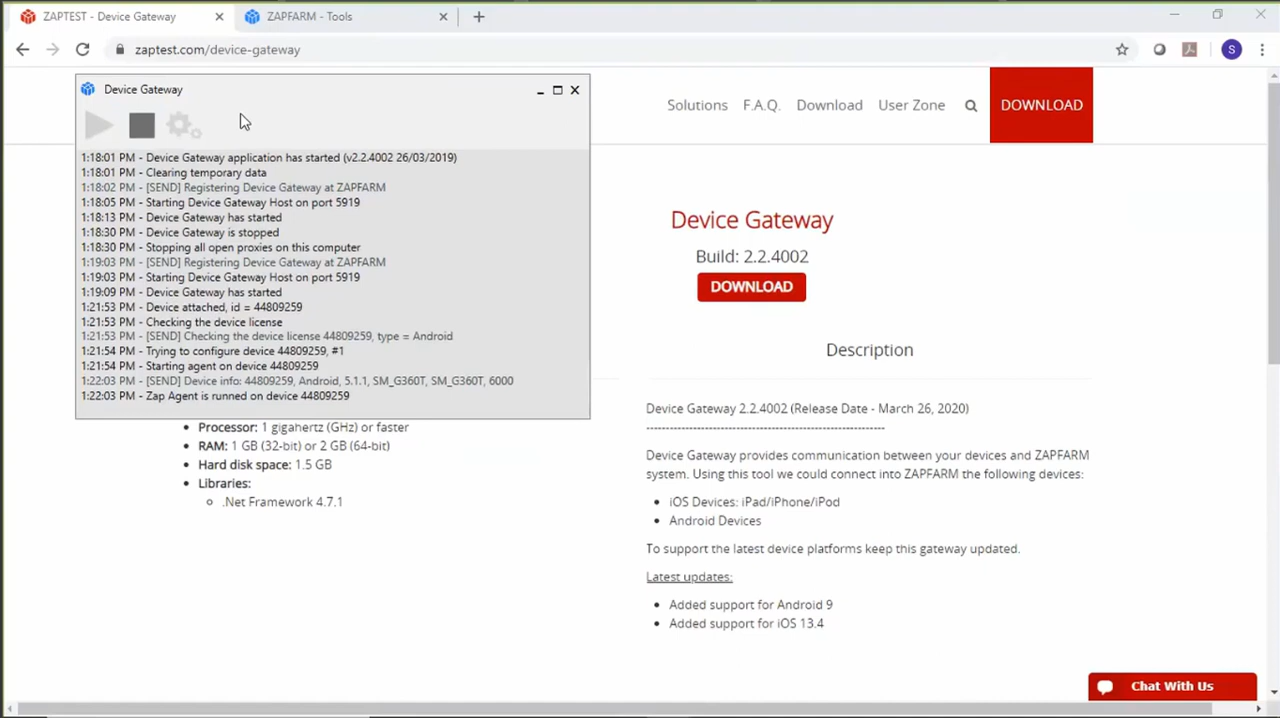 ZAPTEST - Device Gateway
ZAPFARM - Tools
zaptest.com/device-gateway
S
Device Gateway
1:18:01 PM - Device Gateway application has started (v2.2.4002 26/03/2019)
1:18:01 PM - Clearing temporary data
1:18:02 PM - [SEND] Registering Device Gateway at ZAPFARM
1:18:05 PM - Starting Device Gateway Host on port 5919
1:18:13 PM - Device Gateway has started
1:18:30 PM - Device Gateway is stopped
1:18:30 PM - Stopping all open proxies on this computer
1:19:03 PM - [SEND] Registering Device Gateway at ZAPFARM
1:19:03 PM - Starting Device Gateway Host on port 5919
1:19:09 PM - Device Gateway has started
1:21:53 PM - Device attached, id = 44809259
1:21:53 PM - Checking the device license
1:21:53 PM - [SEND] Checking the device license 44809259, type = Android
1:21:54 PM - Trying to configure device 44809259, #1
1:21:54 PM - Starting agent on device 44809259
1:22:03 PM - [SEND] Device info: 44809259, Android, 5.1.1, SM_G360T, SM_G360T, 6000
1:22:03 PM - Zap Agent is runned on device 44809259
Processor: 1 gigahertz (GHz) or faster
RAM: 1 GB (32-bit) or 2 GB (64-bit)
Hard disk space: 1.5 GB
Libraries:
.Net Framework 4.7.1
Solutions F.A.Q. Download User Zone DOWNLOAD
Device Gateway
Build: 2.2.4002
DOWNLOAD
Description
Device Gateway 2.2.4002 (Release Date - March 26, 2020)
------------------------------------------------------------
Device Gateway provides communication between your devices and ZAPFARM
system. Using this tool we could connect into ZAPFARM the following devices:
iOS Devices: iPad/iPhone/iPod
Android Devices
To support the latest device platforms keep this gateway updated.
Latest updates:
Added support for Android 9
Added support for iOS 13.4
Chat With Us